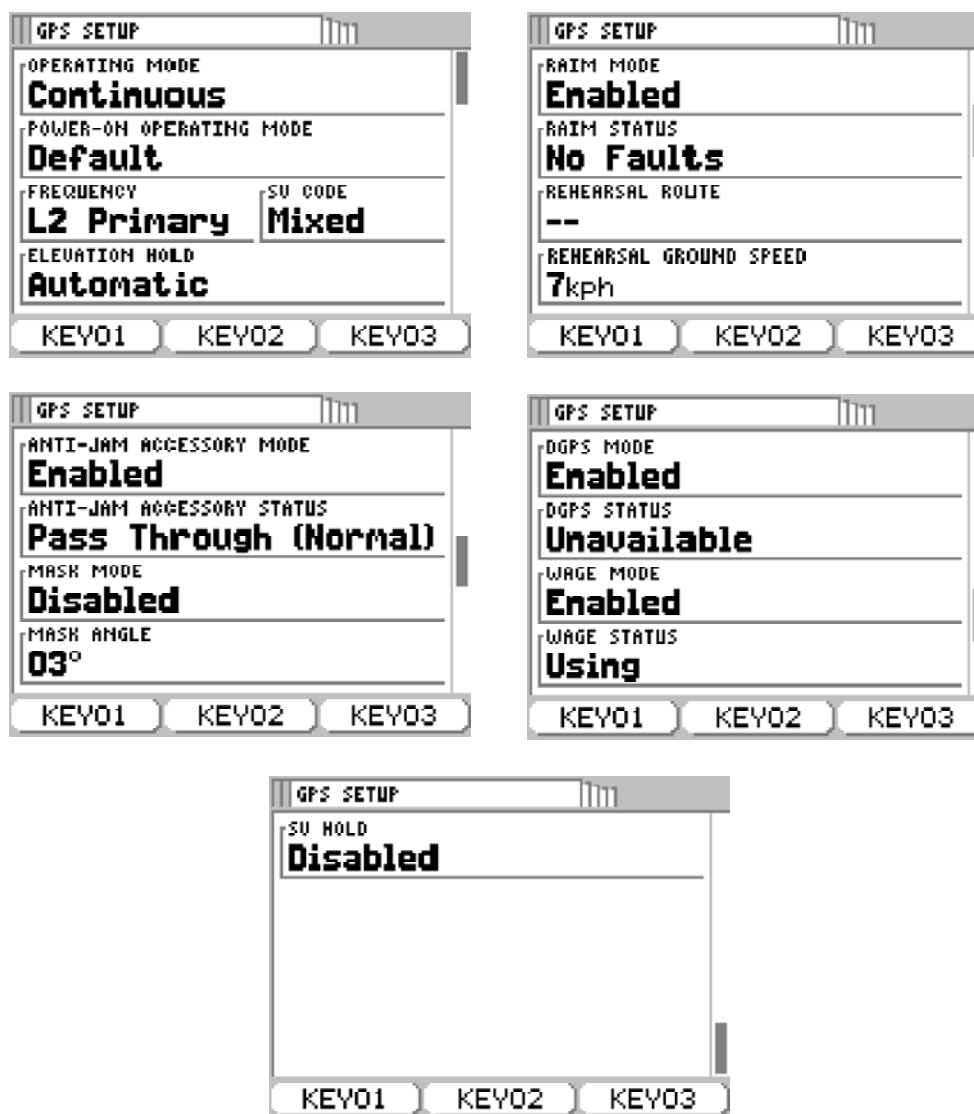 GPS SETUP
OPERATING MODE
Continuous
POWER-ON OPERATING MODE
Default
FREQUENCY SV CODE
L2 Primary Mixed
ELEVATION HOLD
Automatic
KEY01 KEY02 KEY03
GPS SETUP
RAIM MODE
Enabled
RAIM STATUS
No Faults
REHEARSAL ROUTE
--
REHEARSAL GROUND SPEED
7kph
KEY01 KEY02 KEY03
GPS SETUP
ANTI-JAM ACCESSORY MODE
Enabled
ANTI-JAM ACCESSORY STATUS
Pass Through (Normal)
MASK MODE
Disabled
MASK ANGLE
03°
KEY01 KEY02 KEY03
GPS SETUP
DGPS MODE
Enabled
DGPS STATUS
Unavailable
WAGE MODE
Enabled
WAGE STATUS
Using
KEY01 KEY02 KEY03
GPS SETUP
SV HOLD
Disabled
KEY01 KEY02 KEY03